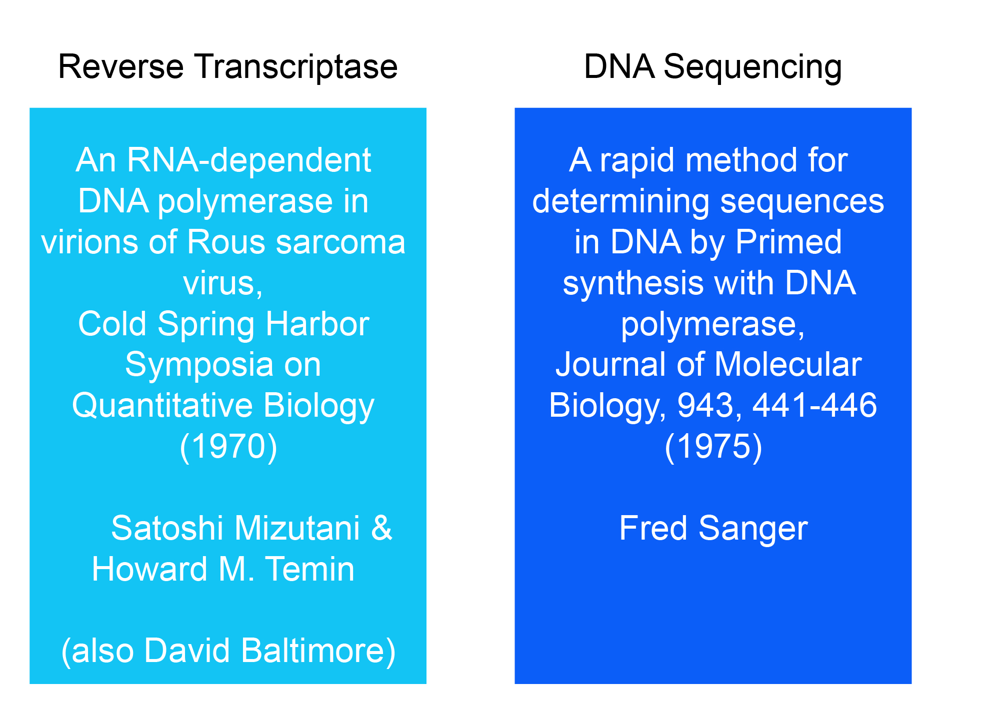 Reverse Transcriptase
An RNA-dependent
DNA polymerase in
virions of Rous sarcoma
virus,
Cold Spring Harbor
Symposia on
Quantitative Biology
(1970)
Satoshi Mizutani &
Howard M. Temin
(also David Baltimore)
DNA Sequencing
A rapid method for
determining sequences
in DNA by Primed
synthesis with DNA
polymerase,
Journal of Molecular
Biology, 943, 441-446
(1975)
Fred Sanger